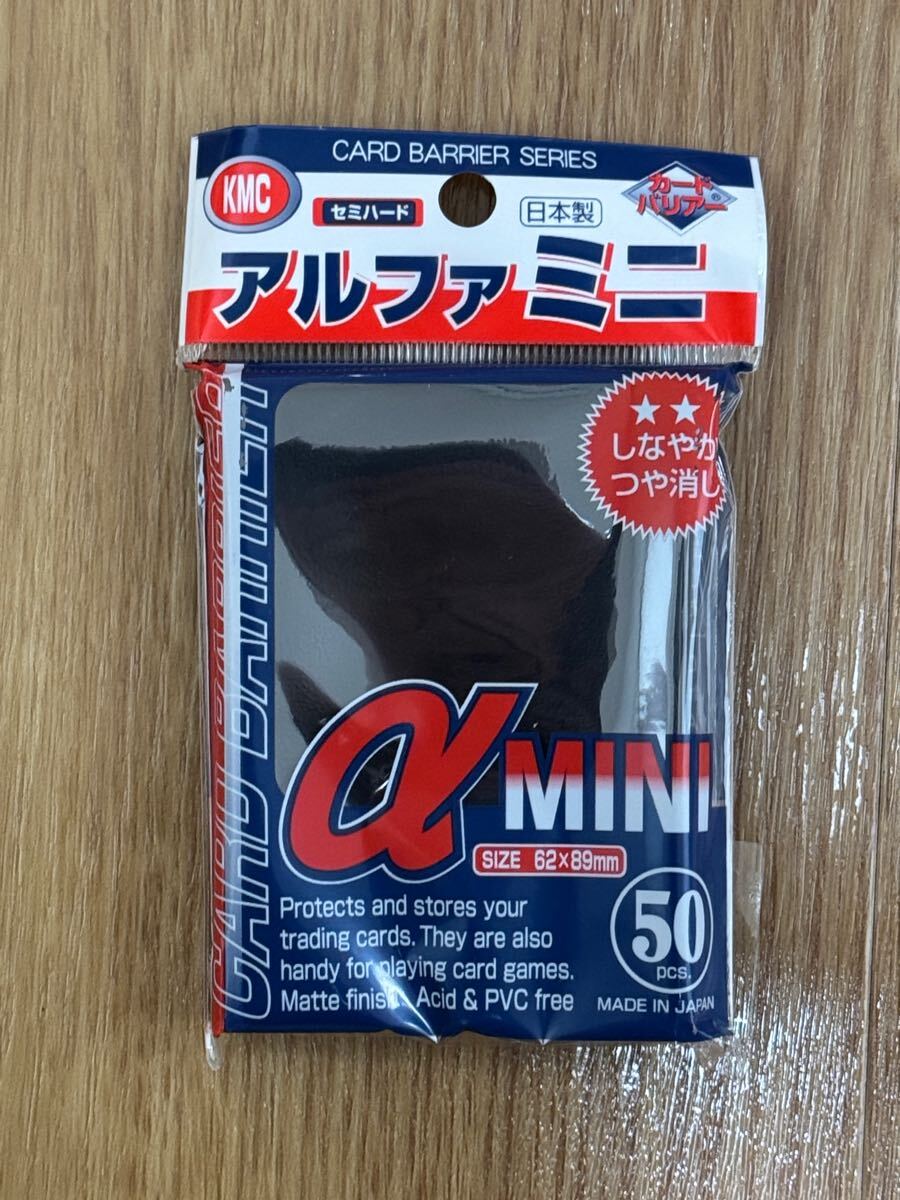 CARD BARRIER SERIES
KMC
セミハード
日本製
カード
バリアー®
アルファミニ
CARD BARRIER
★★
しなやか
つや消し
α MINI
SIZE 62×89mm
Protects and stores your
trading cards. They are also
handy for playing card games.
Matte finish. Acid & PVC free
50
pcs.
MADE IN JAPAN